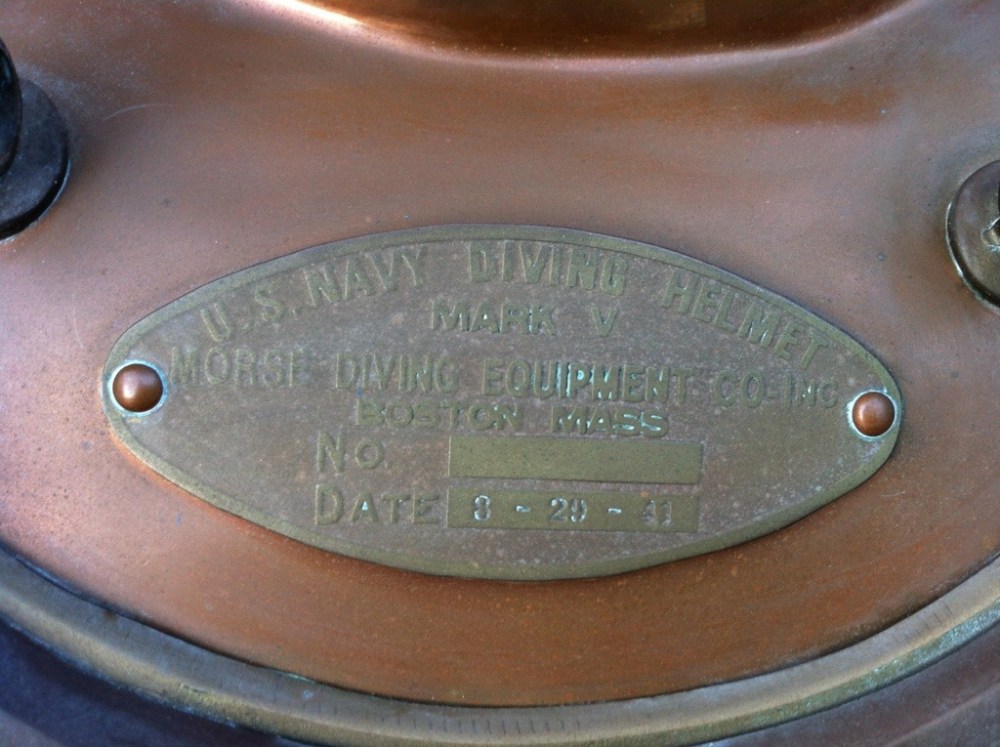 U.S. NAVY DIVING HELMET
MARK V
MORSE DIVING EQUIPMENT CO-INC
BOSTON MASS
No
DATE 8 - 29 - 41